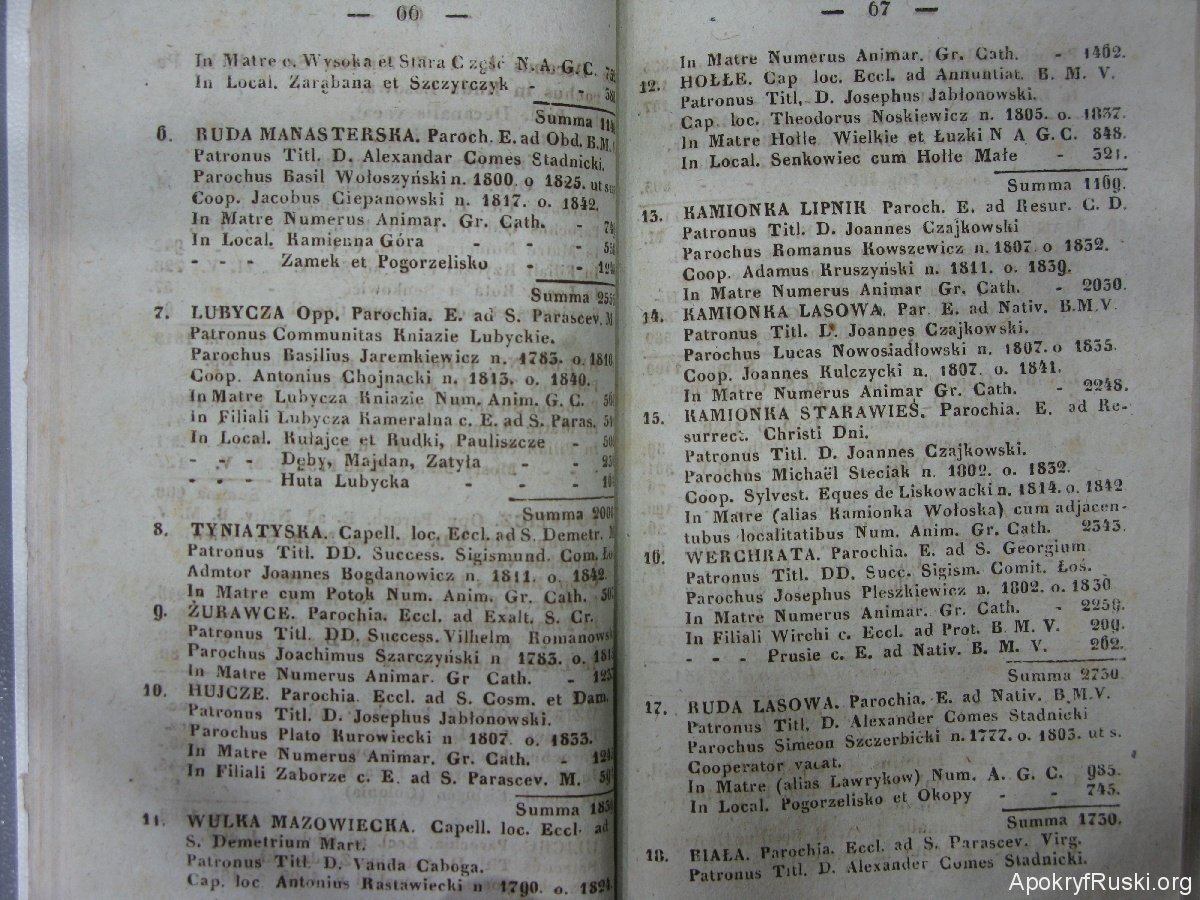 — 66 —
In Matre c. Wysoka et Stara Część N. A. G. C.
In Local. Zarąbana et Szczyrczyk -
Summa
6. RUDA MANASTERSKA. Paroch. E. ad Obd. B.M.
Patronus Titl. D. Alexandar Comes Stadnicki.
Parochus Basil Wołoszyński n. 1800. o 1825. ut
Coop. Jacobus Ciepanowski n. 1817. o. 1842.
In Matre Numerus Animar. Gr. Cath. -
In Local. Kamienna Góra - - -
- - - Zamek et Pogorzelisko - -
Summa
7. LUBYCZA Opp. Parochia. E. ad S. Parascev. M
Patronus Communitas Kniazie Lubyckie.
Parochus Basilius Jaremkiewicz n. 1783. o. 1816
Coop. Antonius Chojnacki n. 1813. o. 1840.
In Matre Lubycza Kniazie Num. Anim. G. C.
In Filiali Lubycza Kameralna c. E. ad S. Paras.
In Local. Kułajce et Rudki, Pauliszcze -
- - - Dęby, Majdan, Zatyła - -
- - - Huta Lubycka - - -
Summa
8. TYNIATYSKA. Capell. loc. Eccl. ad S. Demetr.
Patronus Titl. DD. Success. Sigismund. Com.
Admtor Joannes Bogdanowicz n. 1811. o. 1842.
In Matre cum Potok Num. Anim. Gr. Cath.
9. ŻURAWCE. Parochia. Eccl. ad Exalt. S. Cr.
Patronus Titl. DD. Success. Vilhelm Romanowsk
Parochus Joachimus Szarczyński n 1783. o.
In Matre Numerus Animar. Gr Cath. -
10. HUJCZE. Parochia. Eccl. ad S. Cosm. et Dam.
Patronus Titl. D. Josephus Jabłonowski.
Parochus Plato Kurowiecki n 1807. o. 1833.
In Matre Numerus Animar. Gr. Cath. -
In Filiali Zaborze c. E. ad S. Parascev. M.
Summa
11. WULKA MAZOWIECKA. Capell. loc. Eccl. ad
S. Demetrium Mart.
Patronus Titl. D. Vanda Caboga.
Cap. loc. Antonius Rastawiecki n 1790. o. 1824.
— 67 —
In Matre Numerus Animar. Gr. Cath. - 1402.
12. HOŁŁE. Cap loc. Eccl. ad Annuntiat. B. M. V.
Patronus Titl. D. Josephus Jabłonowski.
Cap. loc. Theodorus Noskiewicz n. 1805. o. 1837.
In Matre Hołłe Wielkie et Łuzki N A G. C. 848.
In Local. Senkowiec cum Hołłe Małe - 321.
Summa 1169.
13. KAMIONKA LIPNIK Paroch. E. ad Resur. C. D.
Patronus Titl. D. Joannes Czajkowski
Parochus Romanus Kowszewicz n. 1807. o 1832.
Coop. Adamus Kruszyński n. 1811. o. 1839.
In Matre Numerus Animar Gr. Cath. - 2030.
14. KAMIONKA LASOWA. Par. E. ad Nativ. B.M.V.
Patronus Titl. D. Joannes Czajkowski.
Parochus Lucas Nowosiadłowski n. 1807. o 1835.
Coop. Joannes Kulczycki n. 1807. o. 1841.
In Matre Numerus Animar Gr. Cath. - 2248.
15. KAMIONKA STARAWIEŚ. Parochia. E. ad Re-
surrect. Christi Dni.
Patronus Titl. D. Joannes Czajkowski.
Parochus Michaël Steciak n. 1802. o. 1832.
Coop. Sylvest. Eques de Liskowacki n. 1814. o. 1842
In Matre (alias Kamionka Wołoska) cum adjacen-
tubus localitatibus Num. Anim. Gr. Cath. 2343.
16. WERCHRATA. Parochia. E. ad S. Georgium
Patronus Titl. DD. Succ. Sigism. Comit. Łoś.
Parochus Josephus Pleszkiewicz n. 1802. o. 1830
In Matre Numerus Animar. Gr. Cath. - 2259.
In Filiali Wirchi c. Eccl. ad Prot. B. M. V. 209.
- - - Prusie c. E. ad Nativ. B. M. V. 262.
Summa 2730.
17. RUDA LASOWA. Parochia. E. ad Nativ. B.M.V.
Patronus Titl. D. Alexander Comes Stadnicki
Parochus Simeon Szczerbicki n. 1777. o. 1803. ut s.
Cooperator vacat.
In Matre (alias Lawrykow) Num. A. G. C. 985.
In Local. Pogorzelisko et Okopy - - 745.
Summa 1730.
18. BIAŁA. Parochia. Eccl. ad S. Parascev. Virg.
Patronus Titl. D. Alexander Comes Stadnicki.
ApokryfRuski.org